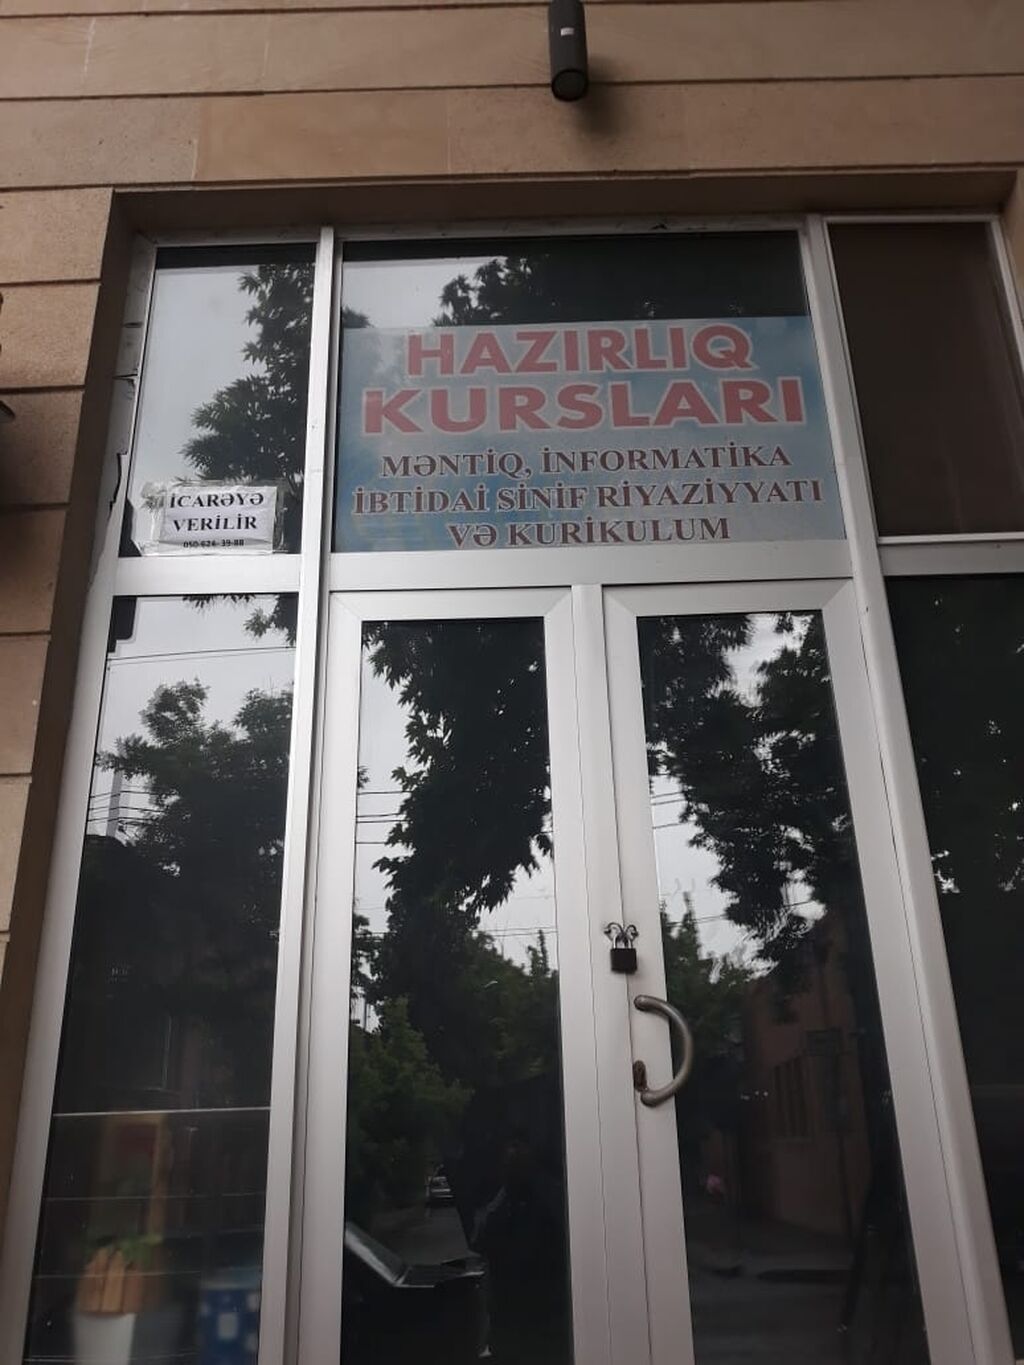 HAZIRLIQ
KURSLARI
MƏNTİQ, İNFORMATİKA
İBTİDAİ SİNİF RİYAZİYYATI
VƏ KURİKULUM
İCARƏYƏ
VERİLİR
050-626-39-88